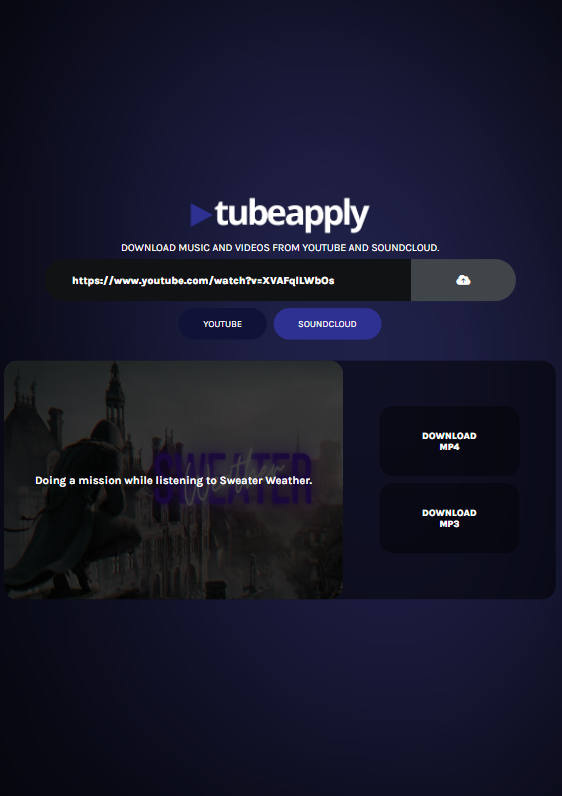 tubeapply
DOWNLOAD MUSIC AND VIDEOS FROM YOUTUBE AND SOUNDCLOUD.
https://www.youtube.com/watch?v=XVAFqlLWbOs
YOUTUBE
SOUNDCLOUD
SWEATER
Weather
Doing a mission while listening to Sweater Weather.
DOWNLOAD
MP4
DOWNLOAD
MP3